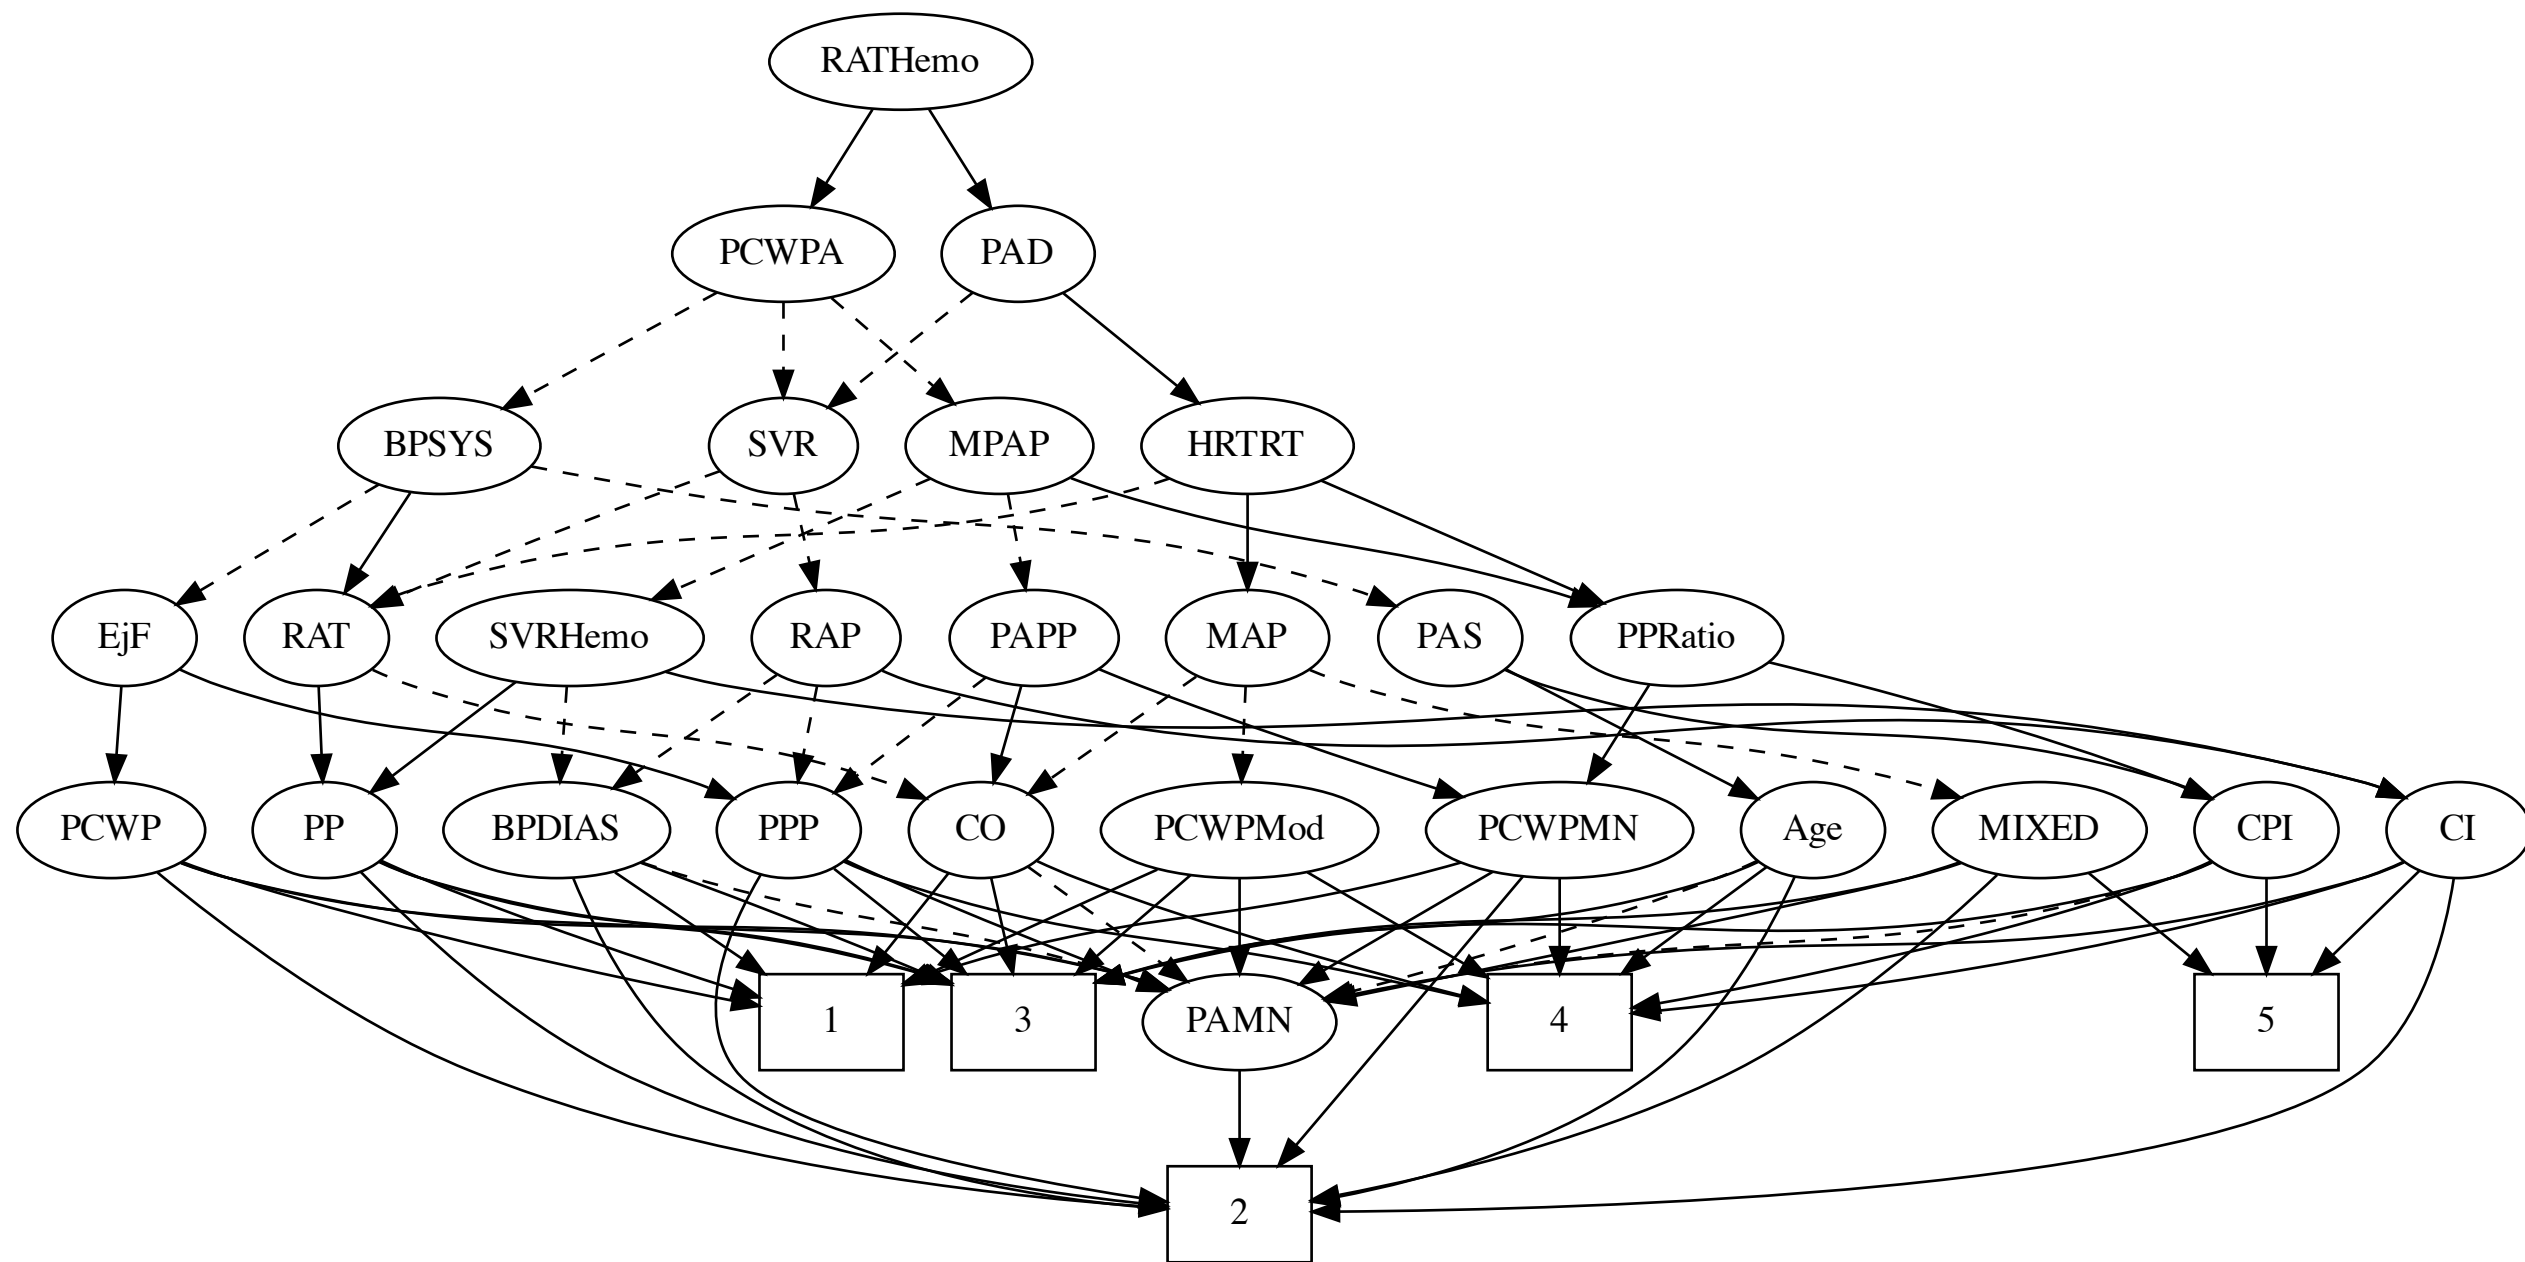 RATHemo
PCWPA
PAD
BPSYS
SVR
MPAP
HRTRT
EjF
RAT
SVRHemo
RAP
PAPP
MAP
PAS
PPRatio
PCWP
PP
BPDIAS
PPP
CO
PCWPMod
PCWPMN
Age
MIXED
CPI
CI
1
3
PAMN
4
5
2